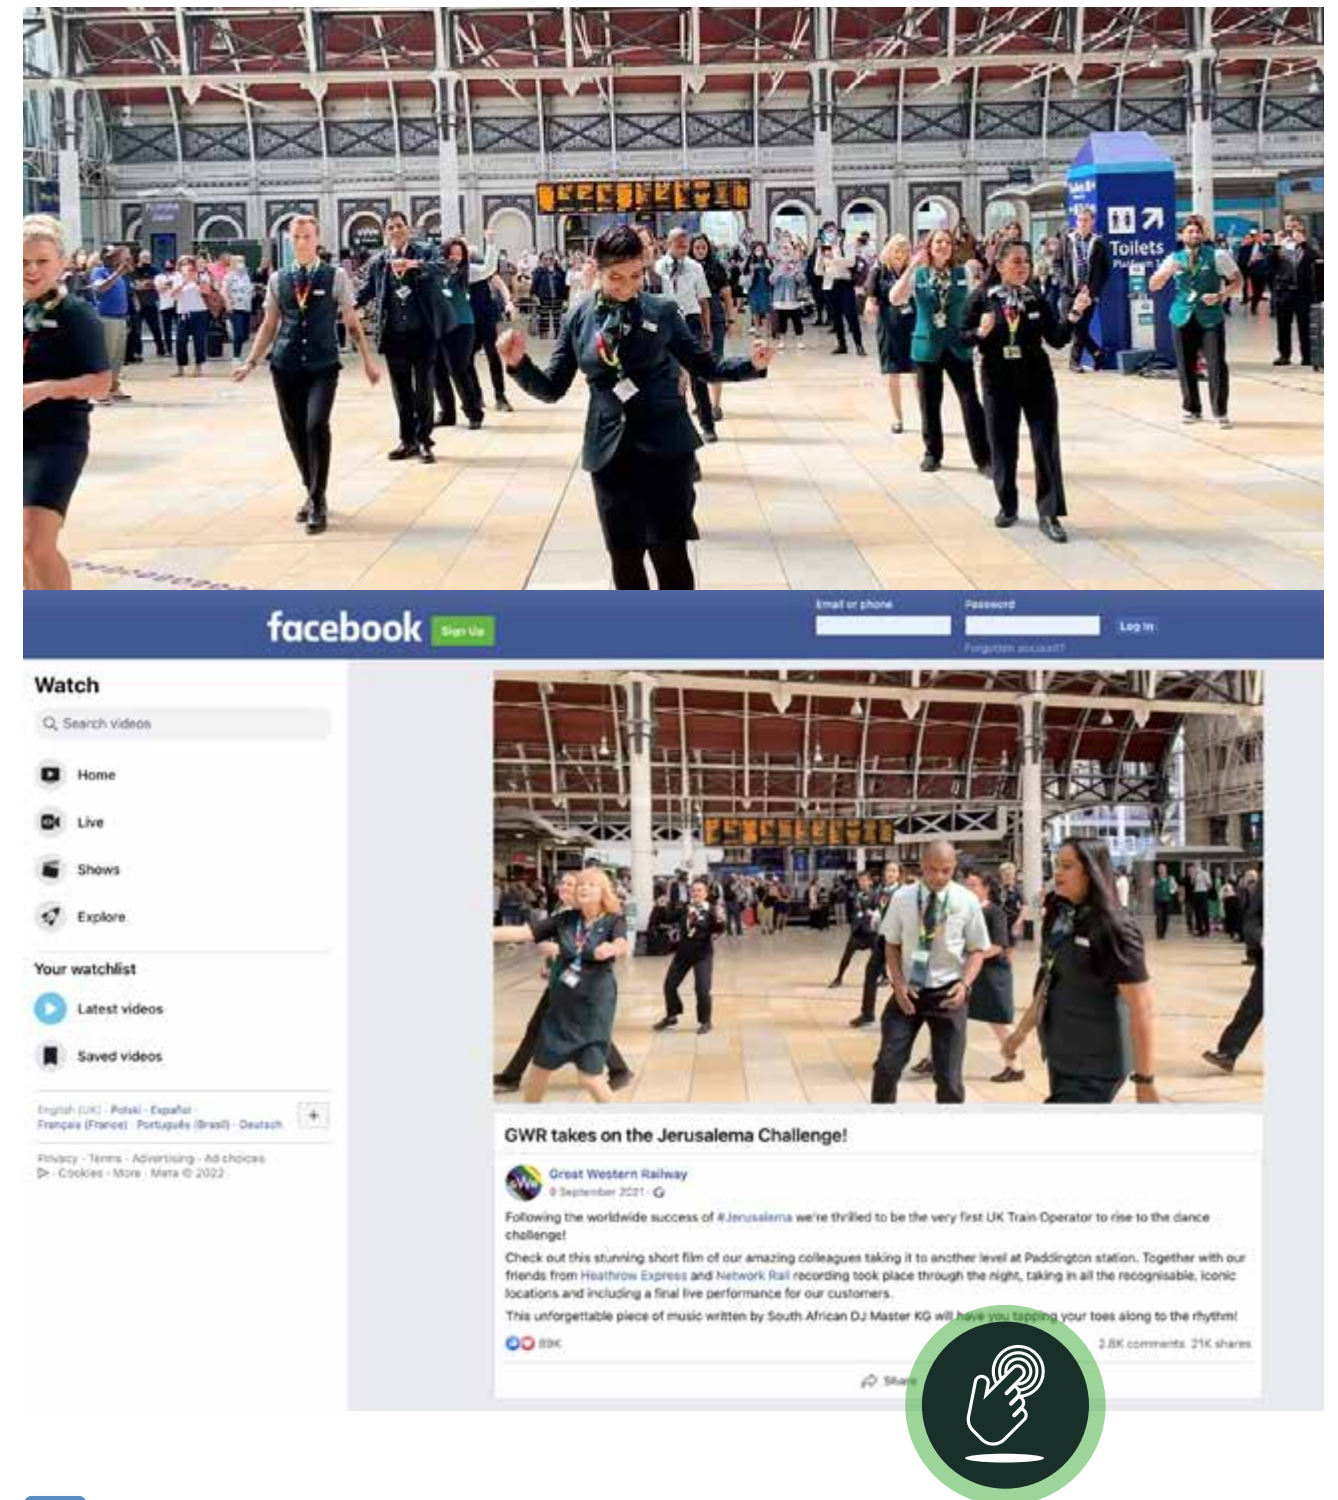 Toilets
facebook
Sign Up
Email or phone
Password
Log In
Forgotten account?
Watch
Search videos
Home
Live
Shows
Explore
Your watchlist
Latest videos
Saved videos
English (UK) · Polski · Español ·
Français (France) · Português (Brasil) · Deutsch
+
Privacy · Terms · Advertising · Ad choices
· Cookies · More · Meta © 2022
GWR takes on the Jerusalema Challenge!
Great Western Railway
9 September 2021 ·
Following the worldwide success of #Jerusalema we're thrilled to be the very first UK Train Operator to rise to the dance
challenge!
Check out this stunning short film of our amazing colleagues taking it to another level at Paddington station. Together with our
friends from Heathrow Express and Network Rail recording took place through the night, taking in all the recognisable, iconic
locations and including a final live performance for our customers.
This unforgettable piece of music written by South African DJ Master KG will have you tapping your toes along to the rhythm!
89K
2.8K comments 21K shares
Share